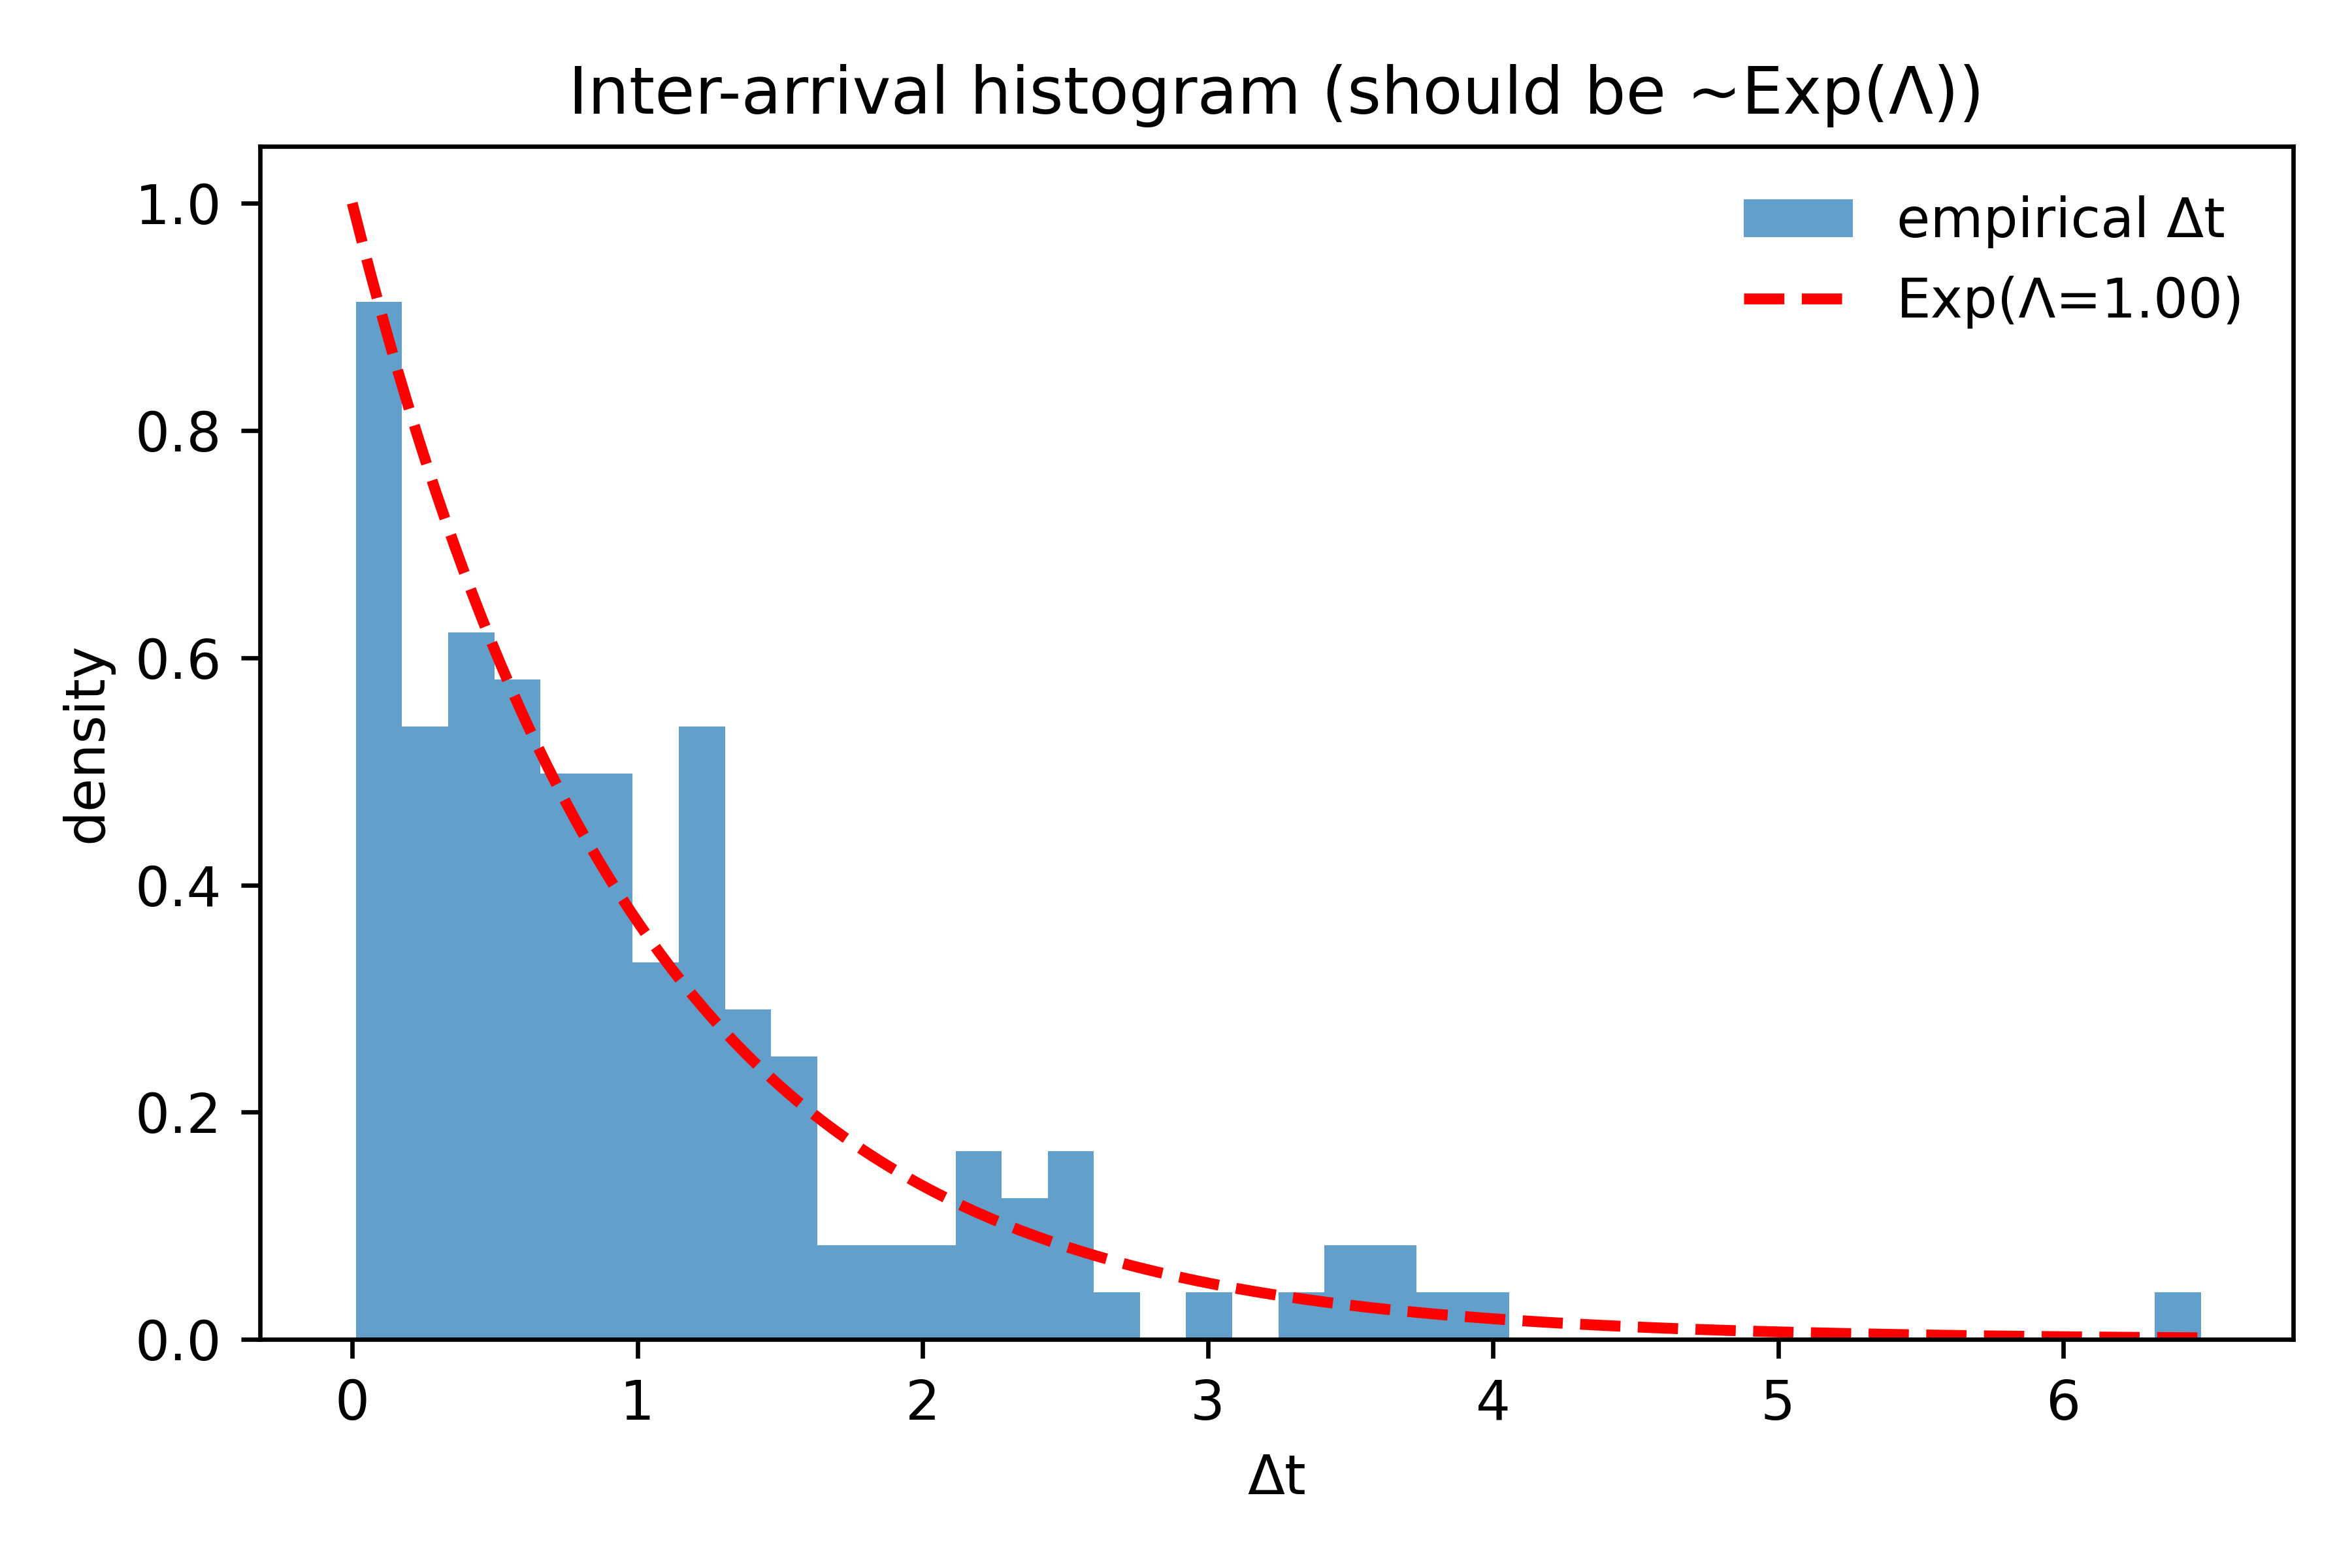 Inter-arrival histogram (should be ~Exp(Λ))
empirical Δt
Exp(Λ=1.00)
density
1.0
0.8
0.6
0.4
0.2
0.0
0 1 2 3 4 5 6
Δt